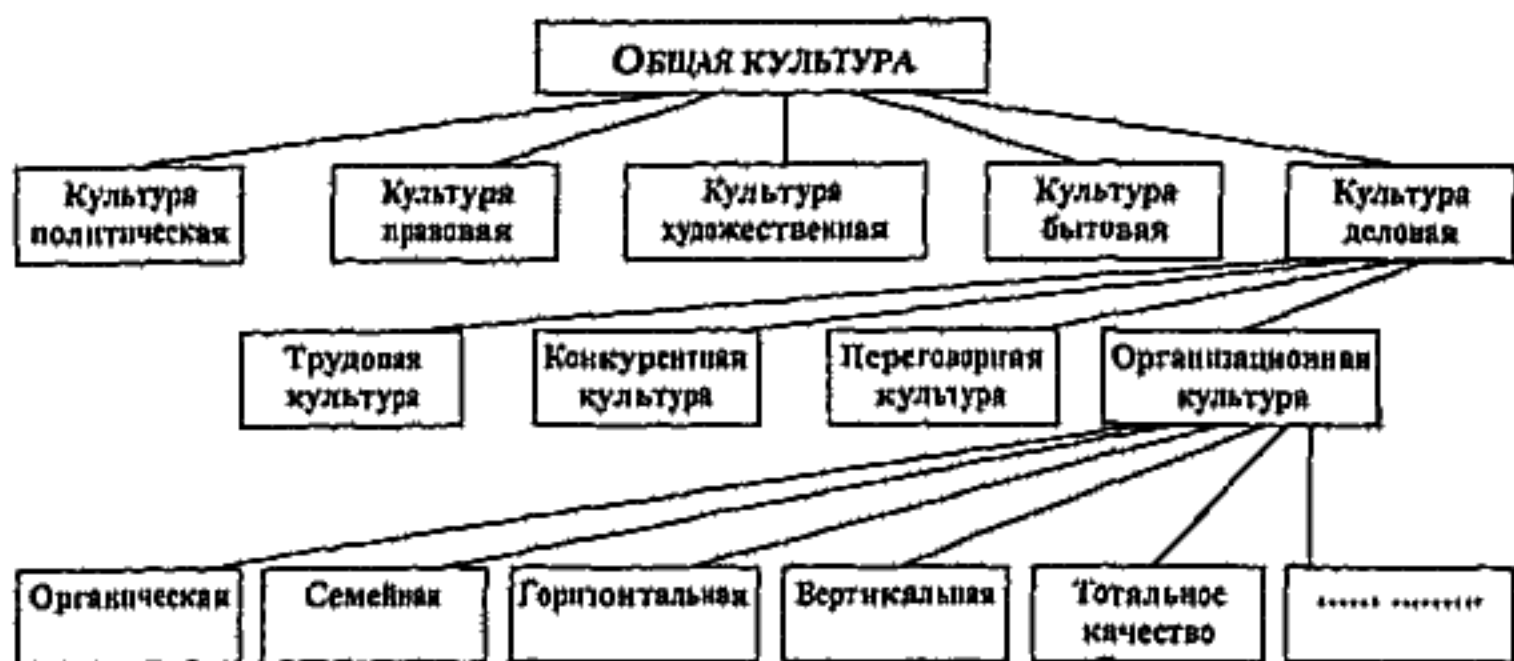 ОБЩАЯ КУЛЬТУРА
Культура
политическая
Культура
правовая
Культура
художественная
Культура
бытовая
Культура
деловая
Трудовая
культура
Конкурентная
культура
Переговорная
культура
Организационная
культура
Органическая
Семейная
Горизонтальная
Вертикальная
Тотальное
качество